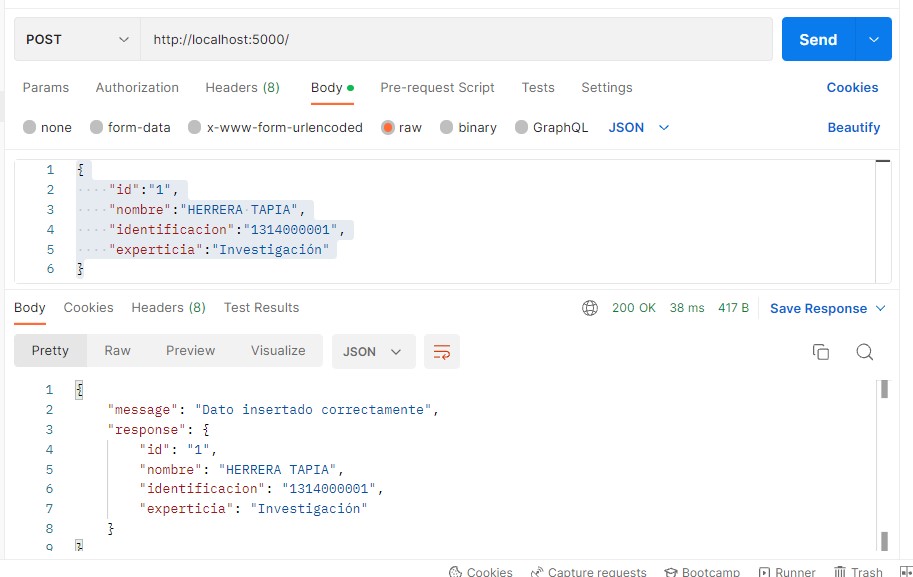 POST http://localhost:5000/ Send
Params Authorization Headers (8) Body Pre-request Script Tests Settings Cookies
none form-data x-www-form-urlencoded raw binary GraphQL JSON Beautify
1 {
2 "id":"1",
3 "nombre":"HERRERA TAPIA",
4 "identificacion":"1314000001",
5 "experticia":"Investigación"
6 }
Body Cookies Headers (8) Test Results 200 OK 38 ms 417 B Save Response
Pretty Raw Preview Visualize JSON
1 {
2 "message": "Dato insertado correctamente",
3 "response": {
4 "id": "1",
5 "nombre": "HERRERA TAPIA",
6 "identificacion": "1314000001",
7 "experticia": "Investigación"
8 }
9 }
Cookies Capture requests Bootcamp Runner Trash